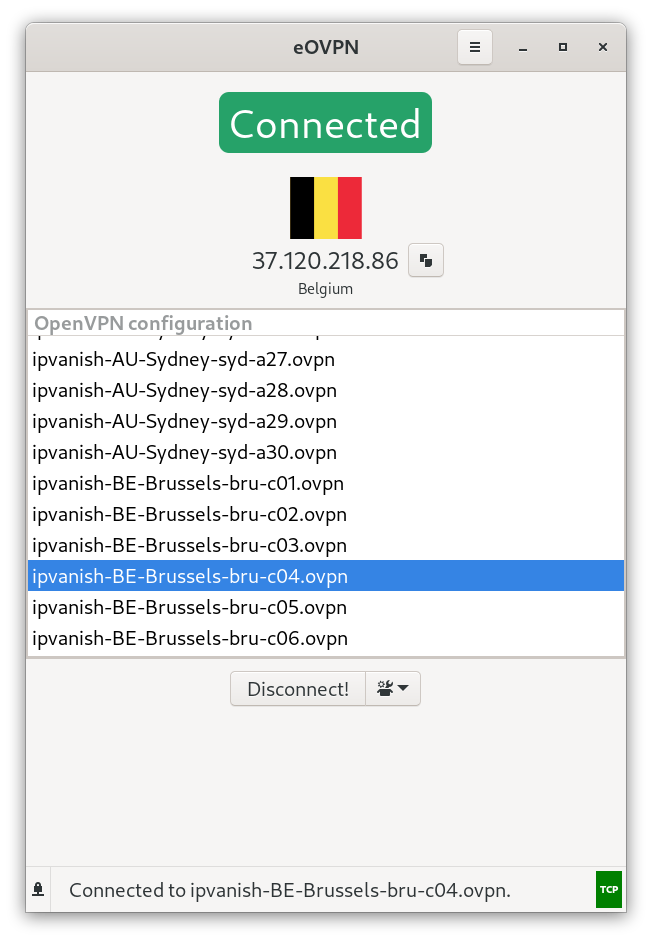 eOVPN
Connected
37.120.218.86
Belgium
OpenVPN configuration
ipvanish-AU-Sydney-syd-a27.ovpn
ipvanish-AU-Sydney-syd-a28.ovpn
ipvanish-AU-Sydney-syd-a29.ovpn
ipvanish-AU-Sydney-syd-a30.ovpn
ipvanish-BE-Brussels-bru-c01.ovpn
ipvanish-BE-Brussels-bru-c02.ovpn
ipvanish-BE-Brussels-bru-c03.ovpn
ipvanish-BE-Brussels-bru-c04.ovpn
ipvanish-BE-Brussels-bru-c05.ovpn
ipvanish-BE-Brussels-bru-c06.ovpn
Disconnect!
Connected to ipvanish-BE-Brussels-bru-c04.ovpn.
TCP